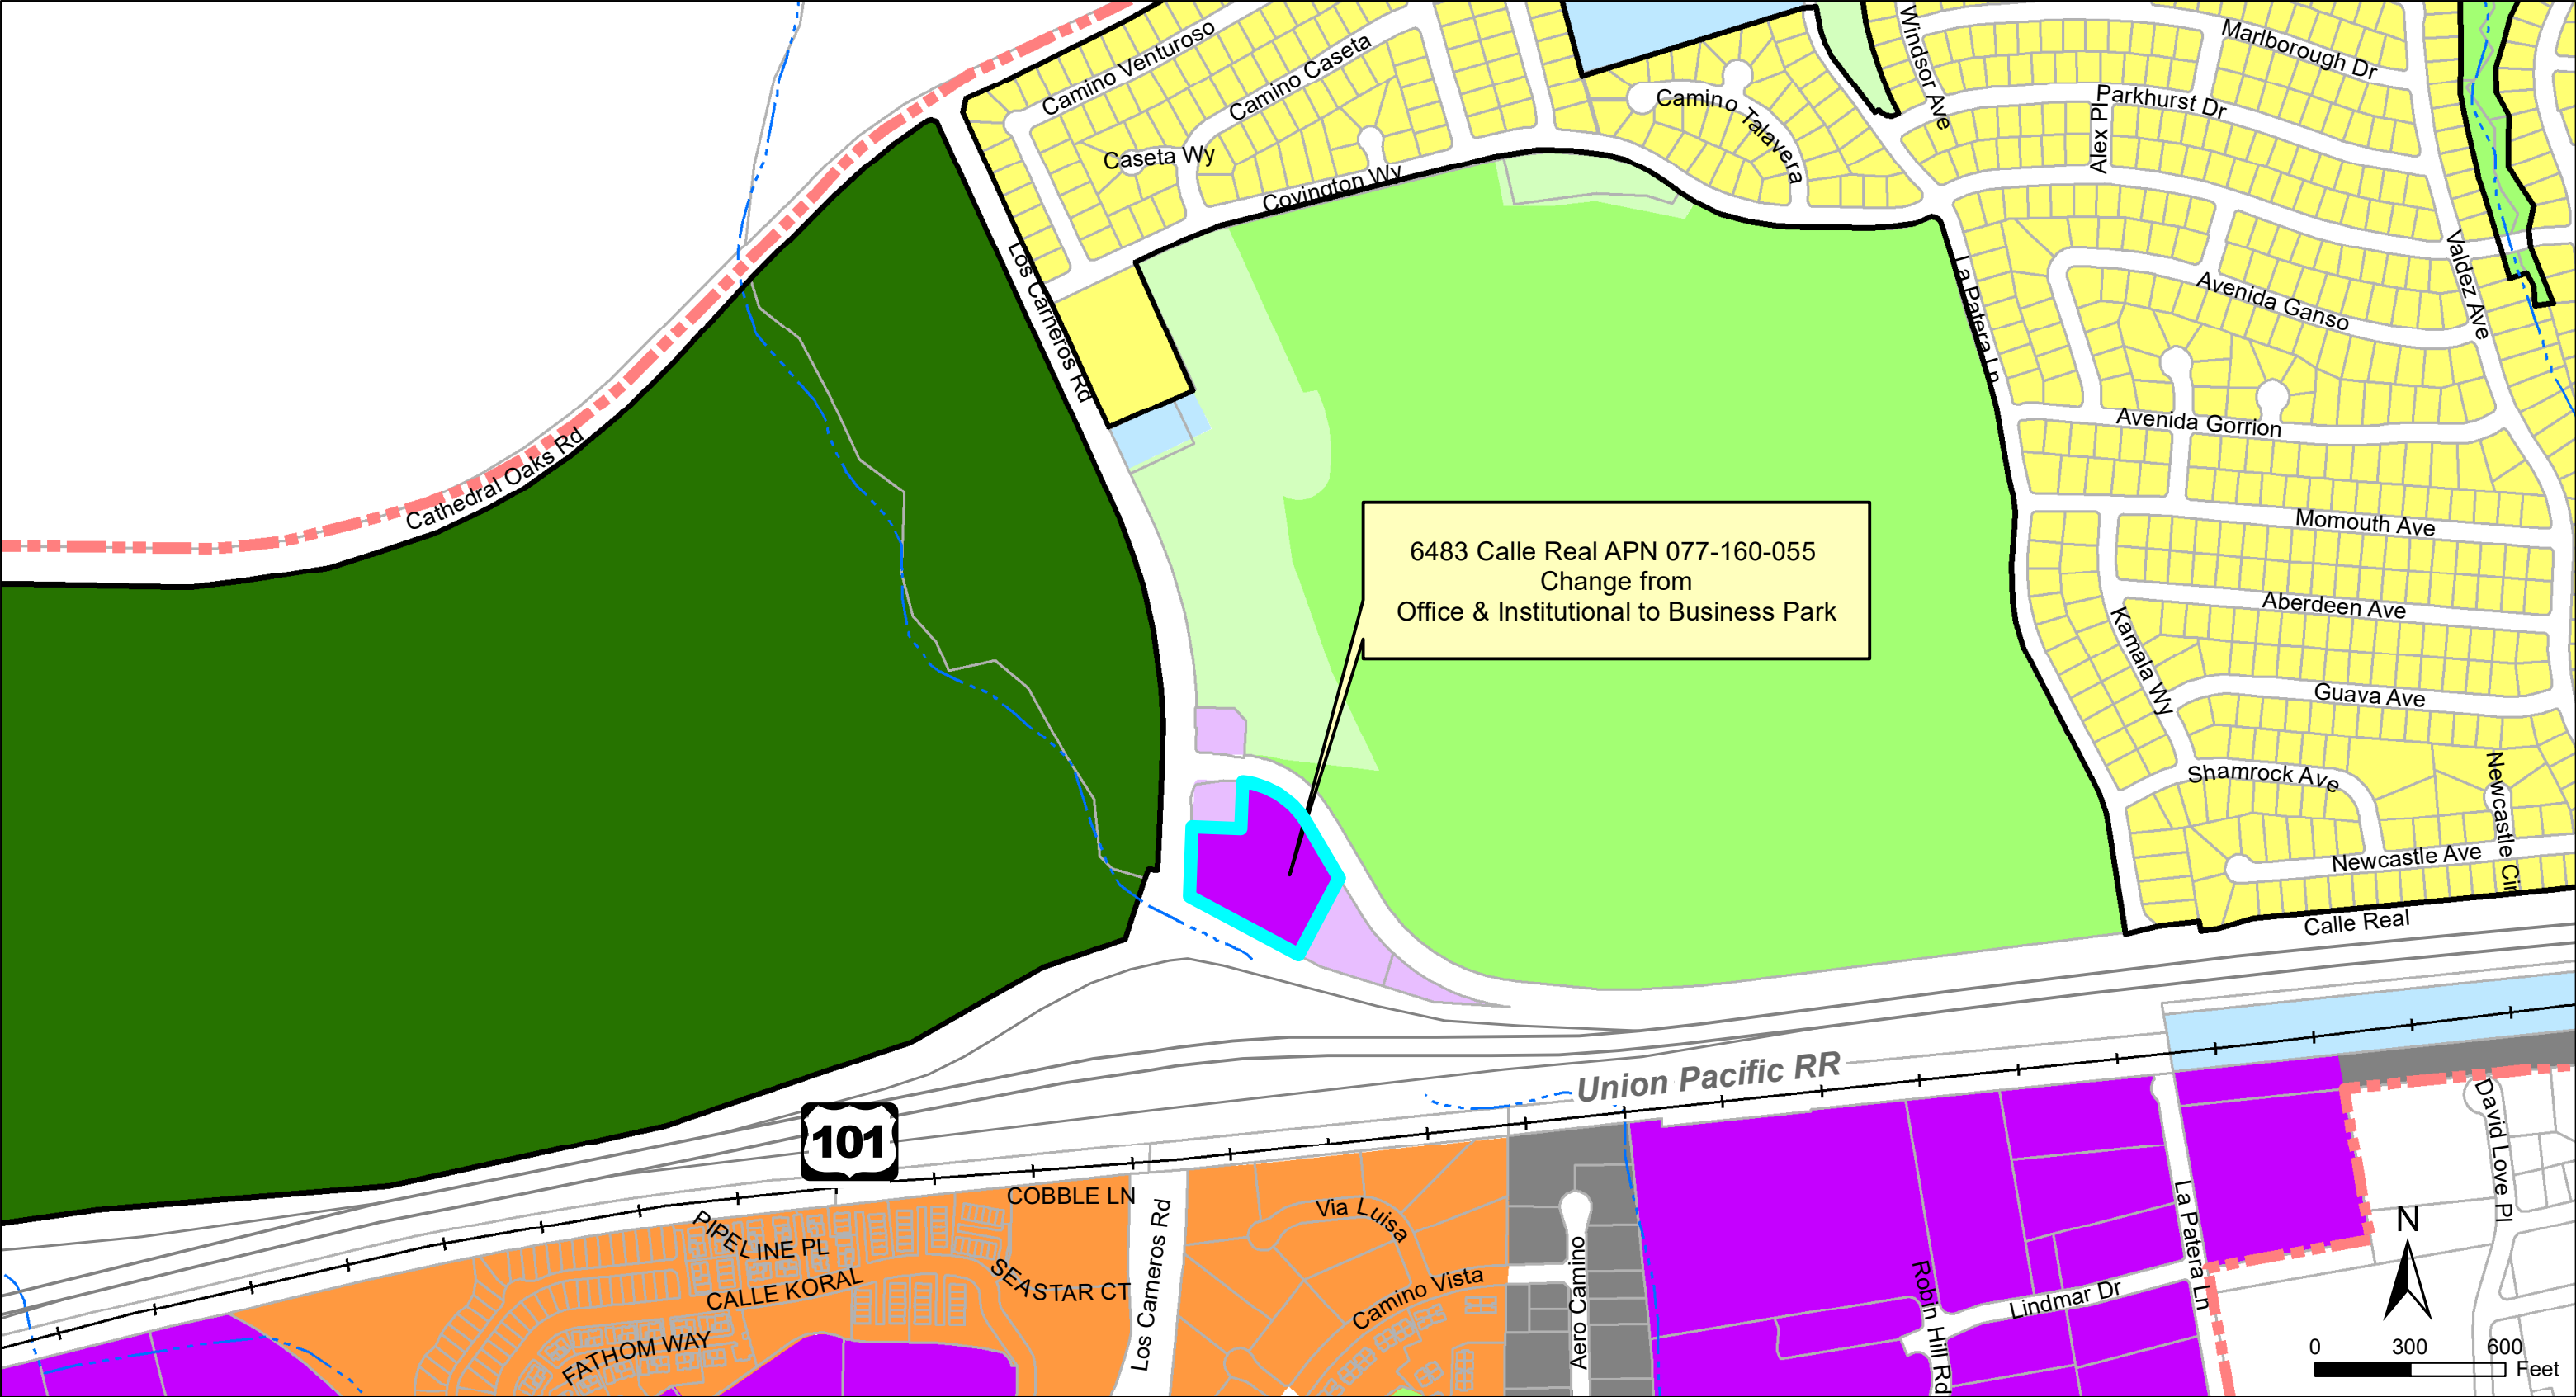 Camino Venturoso
Camino Caseta
Caseta Wy
Covington Wy
Camino Talavera
Windsor Ave
Marlborough Dr
Parkhurst Dr
Alex Pl
Los Carneros Rd
La Patera Ln
Valdez Ave
Avenida Ganso
Avenida Gorrion
Cathedral Oaks Rd
6483 Calle Real APN 077-160-055
Change from
Office & Institutional to Business Park
Momouth Ave
Aberdeen Ave
Kamala Wy
Guava Ave
Shamrock Ave
Newcastle Cir
Newcastle Ave
Calle Real
Union Pacific RR
101
COBBLE LN
PIPELINE PL
CALLE KORAL
SEASTAR CT
FATHOM WAY
Los Carneros Rd
Via Luisa
Camino Vista
Aero Camino
Robin Hill Rd
Lindmar Dr
La Patera Ln
David Love Pl
N
0 300 600
Feet